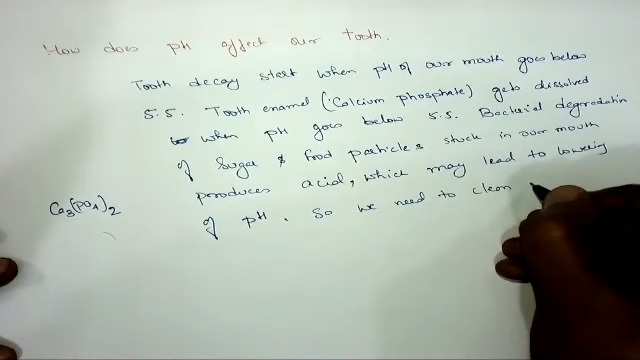 How does pH affect our tooth.
Tooth decay start when pH of our mouth goes below
5.5. Tooth enamel (Calcium phosphate) gets dissolved
when pH goes below 5.5. Bacterial degradation
of sugar & food particles stuck in our mouth
produces acid, which may lead to lowering
of pH. So we need to clean
Ca3(PO4)2